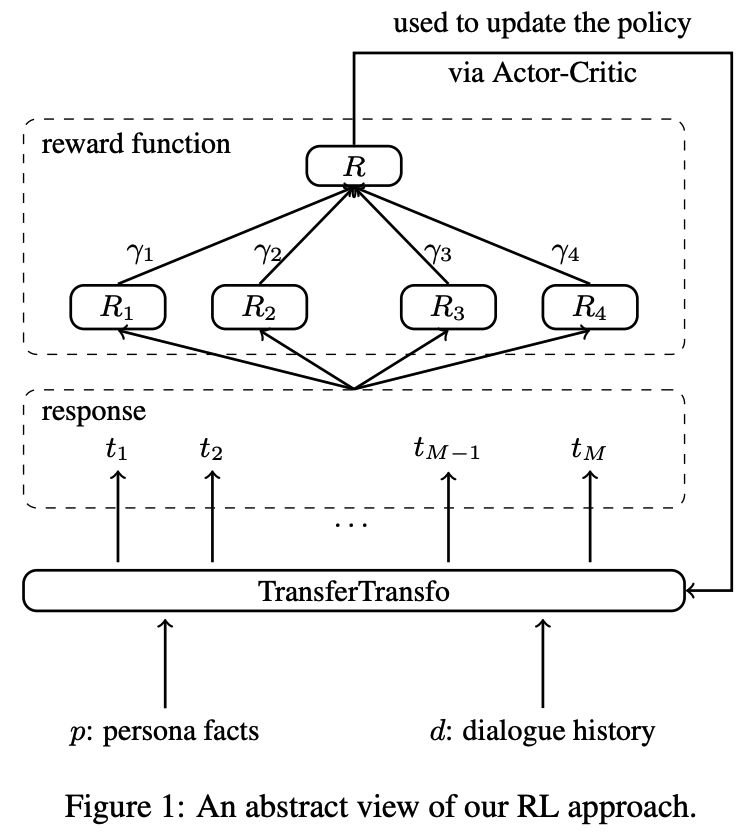 used to update the policy
via Actor-Critic
reward function
R
γ1 γ2 γ3 γ4
R1 R2 R3 R4
response
t1 t2 tM−1 tM
...
TransferTransfo
p: persona facts d: dialogue history
Figure 1: An abstract view of our RL approach.